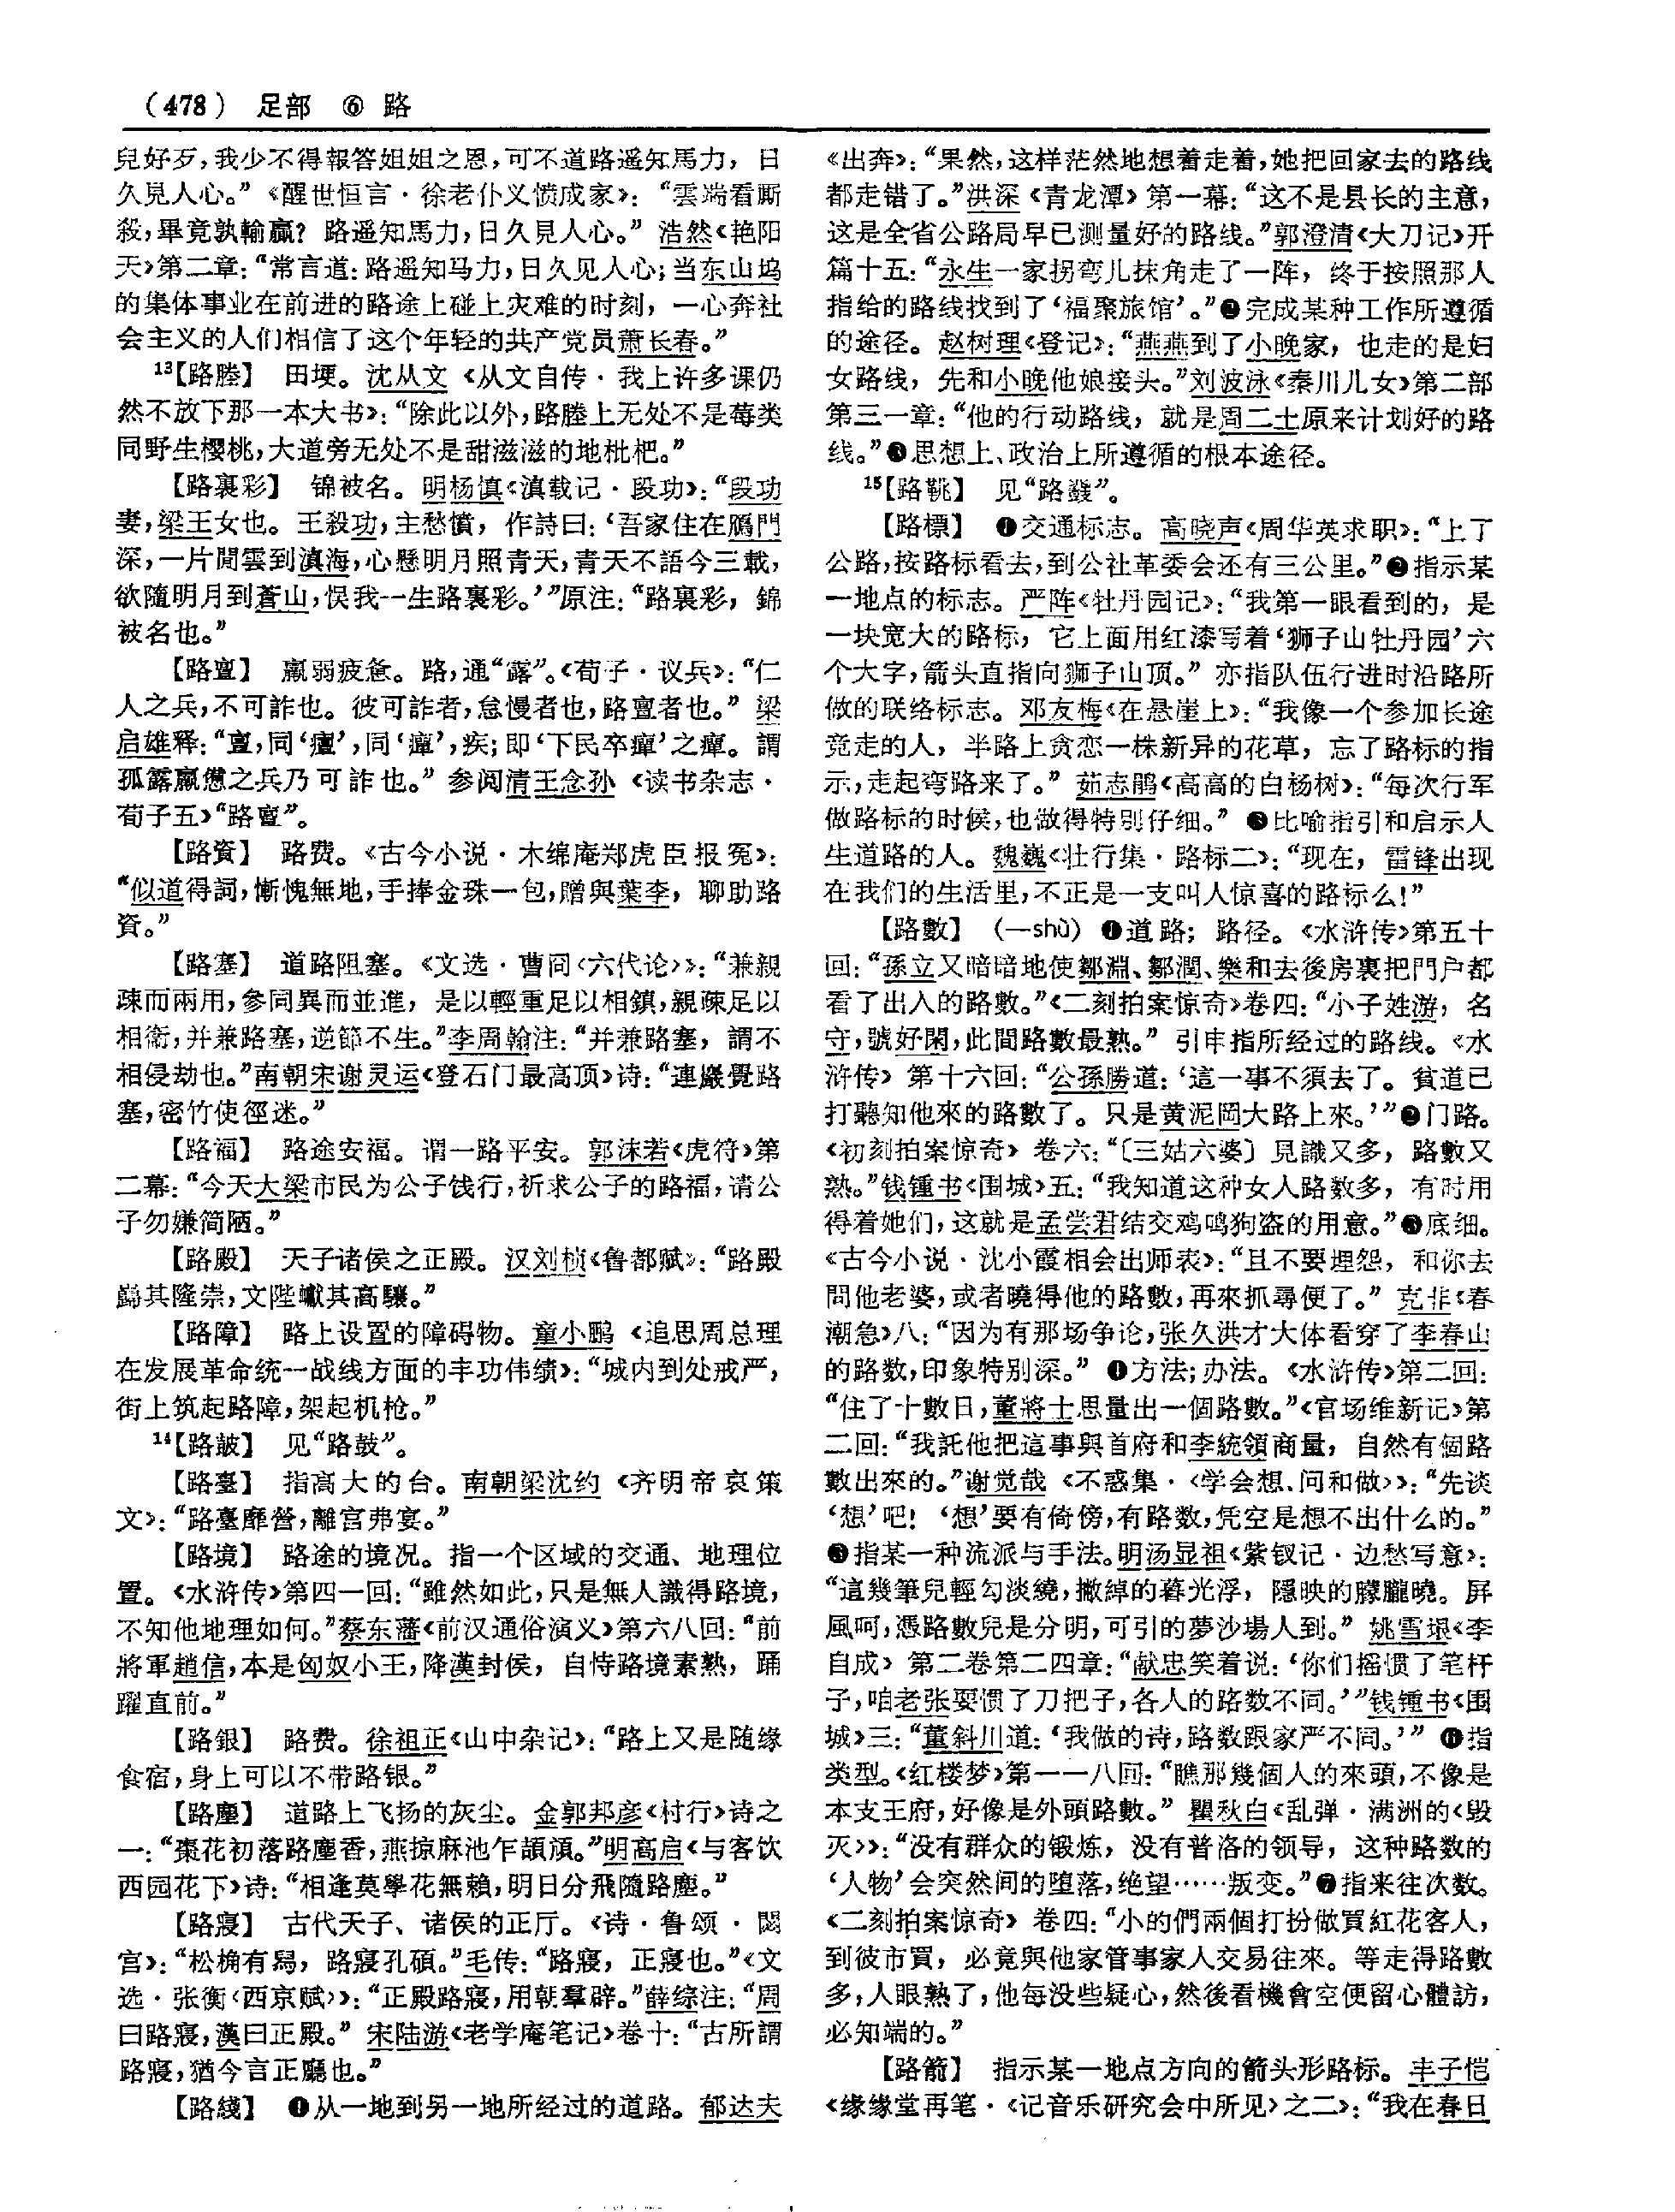 （478） 足部 ⑥ 路
兒好歹，我少不得報答姐姐之恩，可不道路遥知馬力，日
久見人心。”《醒世恒言·徐老仆义愤成家》：“雲端看廝
殺，畢竟孰輸贏？路遥知馬力，日久見人心。”浩然《艳阳
天》第二章：“常言道：路遥知马力，日久见人心；当东山坞
的集体事业在前进的路途上碰上灾难的时刻，一心奔社
会主义的人们相信了这个年轻的共产党员萧长春。”
¹³【路塍】 田埂。沈从文《从文自传·我上许多课仍
然不放下那一本大书》：“除此以外，路塍上无处不是莓类
同野生樱桃，大道旁无处不是甜滋滋的地枇杷。”
【路裏彩】 锦被名。明杨慎《滇载记·段功》：“段功
妻，梁王女也。王殺功，主愁憤，作詩曰：‘吾家住在鴈門
深，一片閒雲到滇海，心懸明月照青天，青天不語今三載，
欲隨明月到蒼山，悮我一生路裏彩。’”原注：“路裏彩，錦
被名也。”
【路亶】 羸弱疲惫。路，通“露”。《荀子·议兵》：“仁
人之兵，不可詐也。彼可詐者，怠慢者也，路亶者也。”梁
启雄释：“亶，同‘癉’，同‘瘅’，疾；即‘下民卒瘅’之瘅。謂
孤露羸憊之兵乃可詐也。”参阅清王念孙《读书杂志·
荀子五》“路亶”。
【路資】 路费。《古今小说·木绵庵郑虎臣报冤》：
“似道得詞，慚愧無地，手捧金珠一包，贈與葉李，聊助路
資。”
【路塞】 道路阻塞。《文选·曹冏〈六代论〉》：“兼親
疎而兩用，參同異而並進，是以輕重足以相鎮，親疎足以
相衞，并兼路塞，逆節不生。”李周翰注：“并兼路塞，謂不
相侵劫也。”南朝宋谢灵运《登石门最高顶》诗：“連巖覺路
塞，密竹使徑迷。”
【路福】 路途安福。谓一路平安。郭沫若《虎符》第
二幕：“今天大梁市民为公子饯行，祈求公子的路福，请公
子勿嫌简陋。”
【路殿】 天子诸侯之正殿。汉刘桢《鲁都赋》：“路殿
巋其隆崇，文陛巘其高驤。”
【路障】 路上设置的障碍物。童小鹏《追思周总理
在发展革命统一战线方面的丰功伟绩》：“城内到处戒严，
街上筑起路障，架起机枪。”
¹⁴【路皷】 见“路鼓”。
【路臺】 指高大的台。南朝梁沈约《齐明帝哀策
文》：“路臺靡營，離宫弗宴。”
【路境】 路途的境况。指一个区域的交通、地理位
置。《水浒传》第四一回：“雖然如此，只是無人識得路境，
不知他地理如何。”蔡东藩《前汉通俗演义》第六八回：“前
將軍趙信，本是匈奴小王，降漢封侯，自恃路境素熟，踊
躍直前。”
【路銀】 路费。徐祖正《山中杂记》：“路上又是随缘
食宿，身上可以不带路银。”
【路塵】 道路上飞扬的灰尘。金郭邦彦《村行》诗之
一：“棗花初落路塵香，燕掠麻池乍頡頏。”明高启《与客饮
西园花下》诗：“相逢莫學花無賴，明日分飛隨路塵。”
【路寢】 古代天子、诸侯的正厅。《诗·鲁颂·閟
宫》：“松桷有舄，路寢孔碩。”毛传：“路寢，正寢也。”《文
选·张衡〈西京赋〉》：“正殿路寢，用朝羣辟。”薛综注：“周
曰路寢，漢曰正殿。”宋陆游《老学庵笔记》卷十：“古所謂
路寢，猶今言正廳也。”
【路綫】 ❶从一地到另一地所经过的道路。郁达夫
《出奔》：“果然，这样茫然地想着走着，她把回家去的路线
都走错了。”洪深《青龙潭》第一幕：“这不是县长的主意，
这是全省公路局早已测量好的路线。”郭澄清《大刀记》开
篇十五：“永生一家拐弯儿抹角走了一阵，终于按照那人
指给的路线找到了‘福聚旅馆’。”❷完成某种工作所遵循
的途径。赵树理《登记》：“燕燕到了小晚家，也走的是妇
女路线，先和小晚他娘接头。”刘波泳《秦川儿女》第二部
第三一章：“他的行动路线，就是周二土原来计划好的路
线。”❸思想上、政治上所遵循的根本途径。
¹⁵【路鞉】 见“路鼗”。
【路標】 ❶交通标志。高晓声《周华英求职》：“上了
公路，按路标看去，到公社革委会还有三公里。”❷指示某
一地点的标志。严阵《牡丹园记》：“我第一眼看到的，是
一块宽大的路标，它上面用红漆写着‘狮子山牡丹园’六
个大字，箭头直指向狮子山顶。”亦指队伍行进时沿路所
做的联络标志。邓友梅《在悬崖上》：“我像一个参加长途
竞走的人，半路上贪恋一株新异的花草，忘了路标的指
示，走起弯路来了。”茹志鹃《高高的白杨树》：“每次行军
做路标的时候，也做得特别仔细。”❸比喻指引和启示人
生道路的人。魏巍《壮行集·路标二》：“现在，雷锋出现
在我们的生活里，不正是一支叫人惊喜的路标么！”
【路數】 （—shù）❶道路；路径。《水浒传》第五十
回：“孫立又暗暗地使鄒淵、鄒潤、樂和去後房裏把門户都
看了出入的路數。”《二刻拍案惊奇》卷四：“小子姓游，名
守，號好閑，此間路數最熟。”引申指所经过的路线。《水
浒传》第十六回：“公孫勝道：‘這一事不須去了。貧道已
打聽知他來的路數了。只是黄泥岡大路上來。’”❷门路。
《初刻拍案惊奇》卷六：“〔三姑六婆〕見識又多，路數又
熟。”钱锺书《围城》五：“我知道这种女人路数多，有时用
得着她们，这就是孟尝君结交鸡鸣狗盗的用意。”❸底细。
《古今小说·沈小霞相会出师表》：“且不要埋怨，和你去
問他老婆，或者曉得他的路數，再來抓尋便了。”克非《春
潮急》八：“因为有那场争论，张久洪才大体看穿了李春山
的路数，印象特别深。”❹方法；办法。《水浒传》第二回：
“住了十數日，董將士思量出一個路數。”《官场维新记》第
二回：“我託他把這事與首府和李統領商量，自然有個路
數出來的。”谢觉哉《不惑集·〈学会想、问和做〉》：“先谈
‘想’吧！‘想’要有倚傍，有路数，凭空是想不出什么的。”
❺指某一种流派与手法。明汤显祖《紫钗记·边愁写意》：
“這幾筆兒輕勾淡繞，撇綽的暮光浮，隱映的朦朧曉。屏
風呵，憑路數兒是分明，可引的夢沙場人到。”姚雪垠《李
自成》第二卷第二四章：“献忠笑着说：‘你们摇惯了笔杆
子，咱老张耍惯了刀把子，各人的路数不同。’”钱锺书《围
城》三：“董斜川道：‘我做的诗，路数跟家严不同。’”❻指
类型。《红楼梦》第一一八回：“瞧那幾個人的來頭，不像是
本支王府，好像是外頭路數。”瞿秋白《乱弹·满洲的〈毁
灭〉》：“没有群众的锻炼，没有普洛的领导，这种路数的
‘人物’会突然间的堕落，绝望……叛变。”❼指来往次数。
《二刻拍案惊奇》卷四：“小的們兩個打扮做買紅花客人，
到彼市買，必竟與他家管事家人交易往來。等走得路數
多，人眼熟了，他每没些疑心，然後看機會空便留心體訪，
必知端的。”
【路箭】 指示某一地点方向的箭头形路标。丰子恺
《缘缘堂再笔·〈记音乐研究会中所见〉之二》：“我在春日